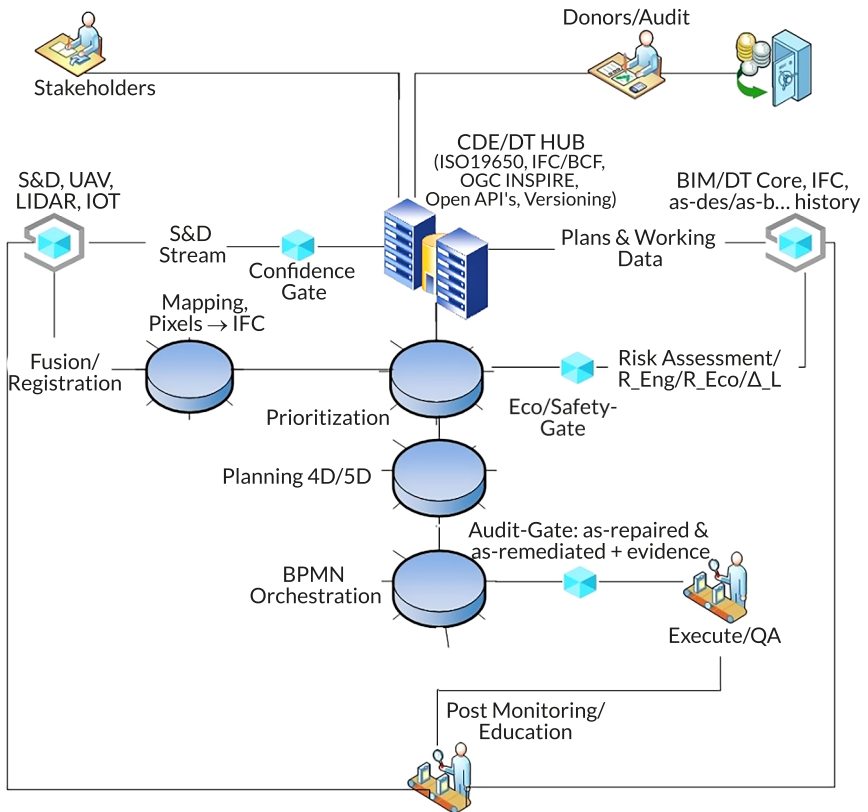 Donors/Audit
Stakeholders
CDE/DT HUB
(ISO19650, IFC/BCF,
OGC INSPIRE,
Open API's, Versioning)
S&D, UAV,
LIDAR, IOT
BIM/DT Core, IFC,
as-des/as-b... history
S&D
Stream
Confidence
Gate
Plans & Working
Data
Mapping,
Pixels → IFC
Fusion/
Registration
Risk Assessment/
R_Eng/R_Eco/Δ_L
Prioritization
Eco/Safety-
Gate
Planning 4D/5D
Audit-Gate: as-repaired &
as-remediated + evidence
BPMN
Orchestration
Execute/QA
Post Monitoring/
Education